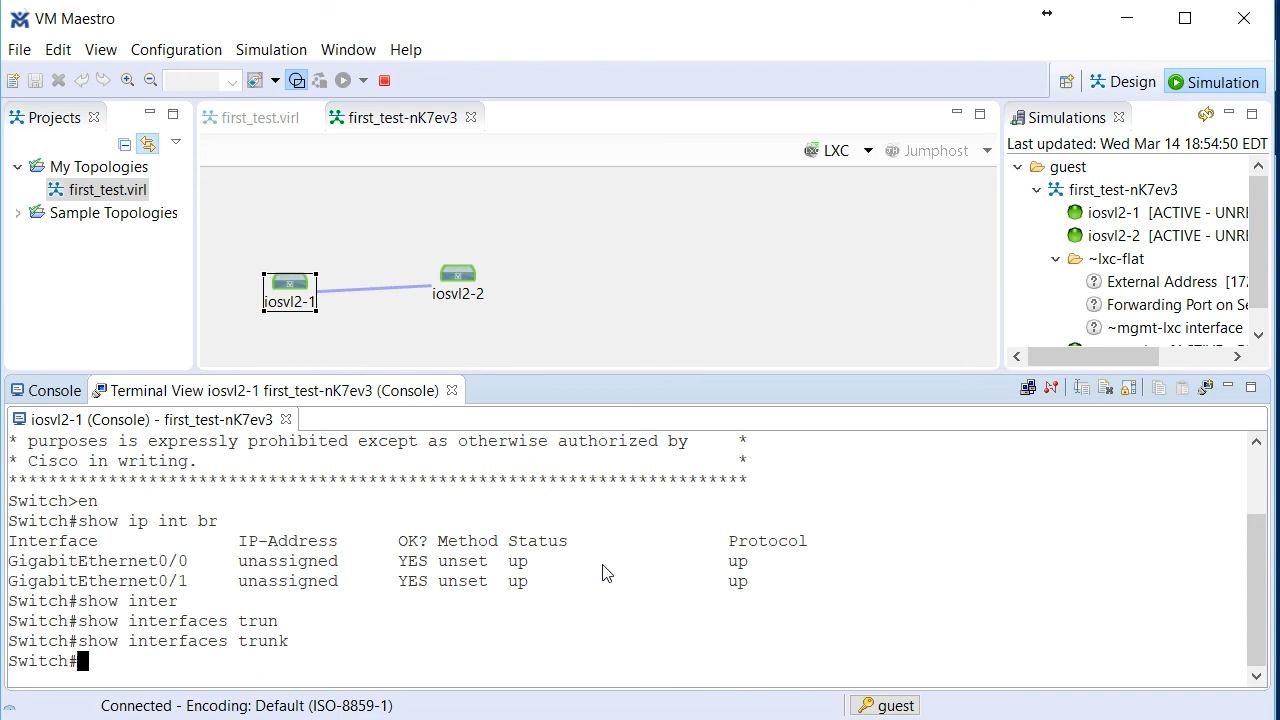 VM Maestro
File Edit View Configuration Simulation Window Help
Design Simulation
Projects
My Topologies
first_test.virl
Sample Topologies
first_test.virl first_test-nK7ev3
LXC Jumphost
iosvl2-1
iosvl2-2
Simulations
Last updated: Wed Mar 14 18:54:50 EDT
guest
first_test-nK7ev3
iosvl2-1 [ACTIVE - UNRE
iosvl2-2 [ACTIVE - UNRE
~lxc-flat
External Address [172
Forwarding Port on Se
~mgmt-lxc interface
Console Terminal View iosvl2-1 first_test-nK7ev3 (Console)
iosvl2-1 (Console) - first_test-nK7ev3
* purposes is expressly prohibited except as otherwise authorized by *
* Cisco in writing. *
**************************************************************************
Switch>en
Switch#show ip int br
Interface IP-Address OK? Method Status Protocol
GigabitEthernet0/0 unassigned YES unset up up
GigabitEthernet0/1 unassigned YES unset up up
Switch#show inter
Switch#show interfaces trun
Switch#show interfaces trunk
Switch#
Connected - Encoding: Default (ISO-8859-1) guest